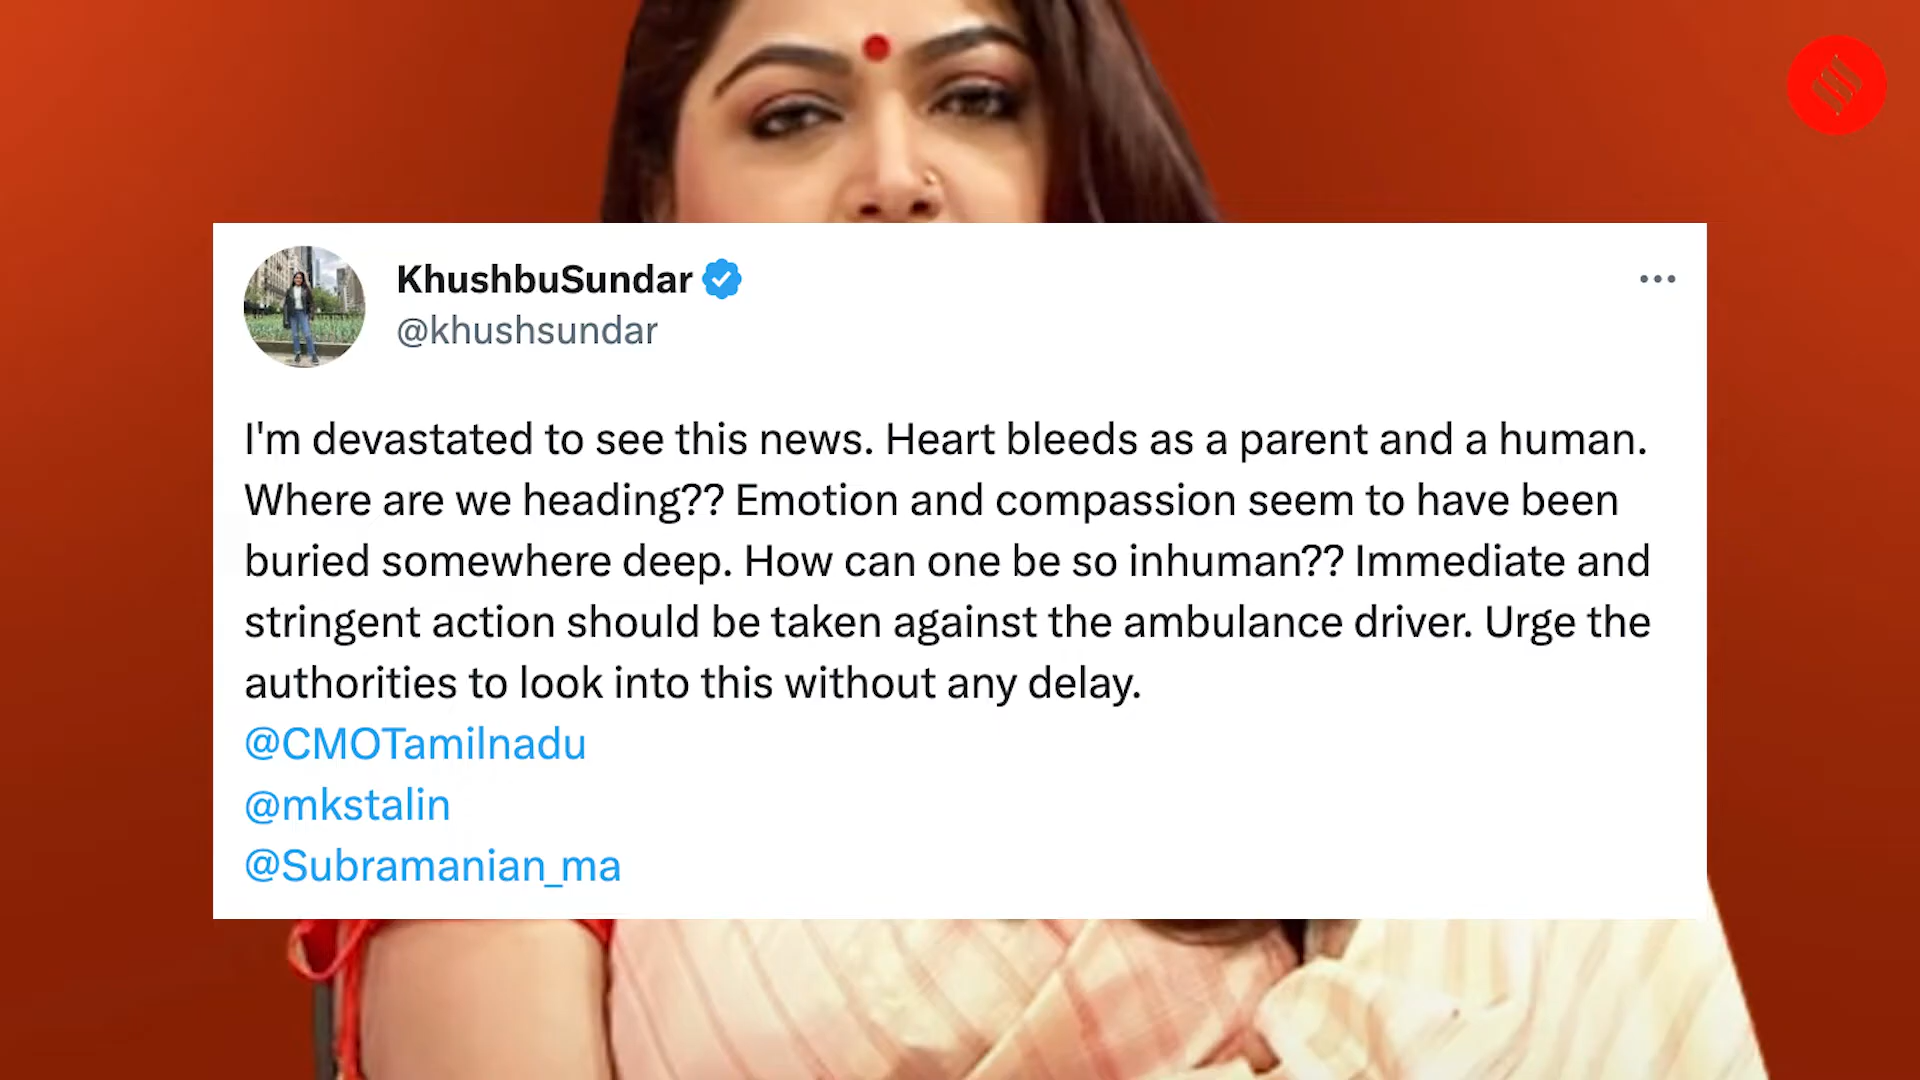 KhushbuSundar
@khushsundar
I'm devastated to see this news. Heart bleeds as a parent and a human.
Where are we heading?? Emotion and compassion seem to have been
buried somewhere deep. How can one be so inhuman?? Immediate and
stringent action should be taken against the ambulance driver. Urge the
authorities to look into this without any delay.
@CMOTamilnadu
@mkstalin
@Subramanian_ma